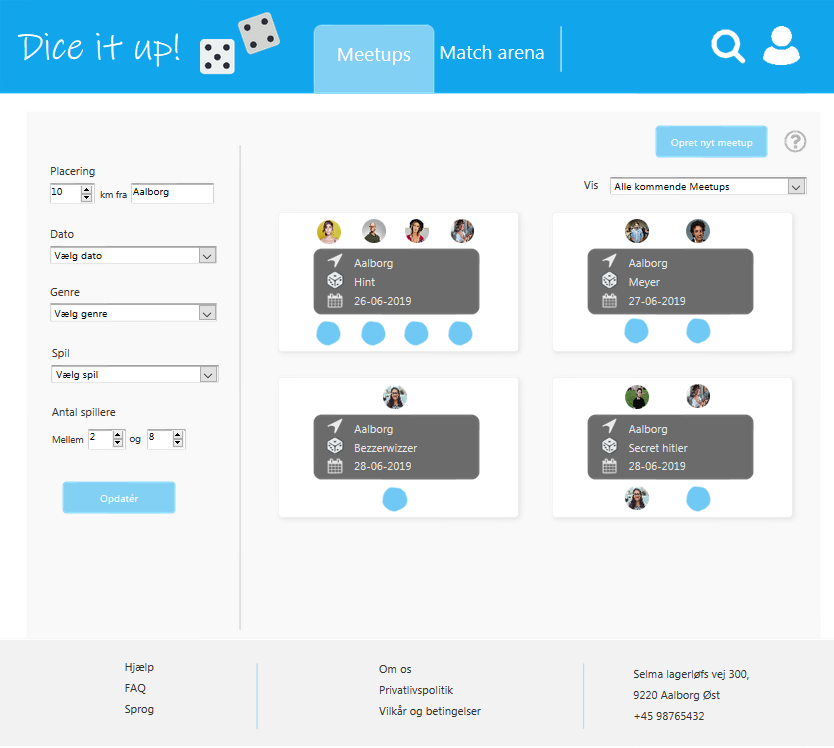 Dice it up!
Meetups
Match arena
Opret nyt meetup
?
Vis
Alle kommende Meetups
Placering
10 km fra Aalborg
Dato
Vælg dato
Genre
Vælg genre
Spil
Vælg spil
Antal spillere
Mellem 2 og 8
Opdatér
Aalborg
Hint
26-06-2019
Aalborg
Meyer
27-06-2019
Aalborg
Bezzerwizzer
28-06-2019
Aalborg
Secret hitler
28-06-2019
Hjælp
FAQ
Sprog
Om os
Privatlivspolitik
Vilkår og betingelser
Selma lagerløfs vej 300,
9220 Aalborg Øst
+45 98765432